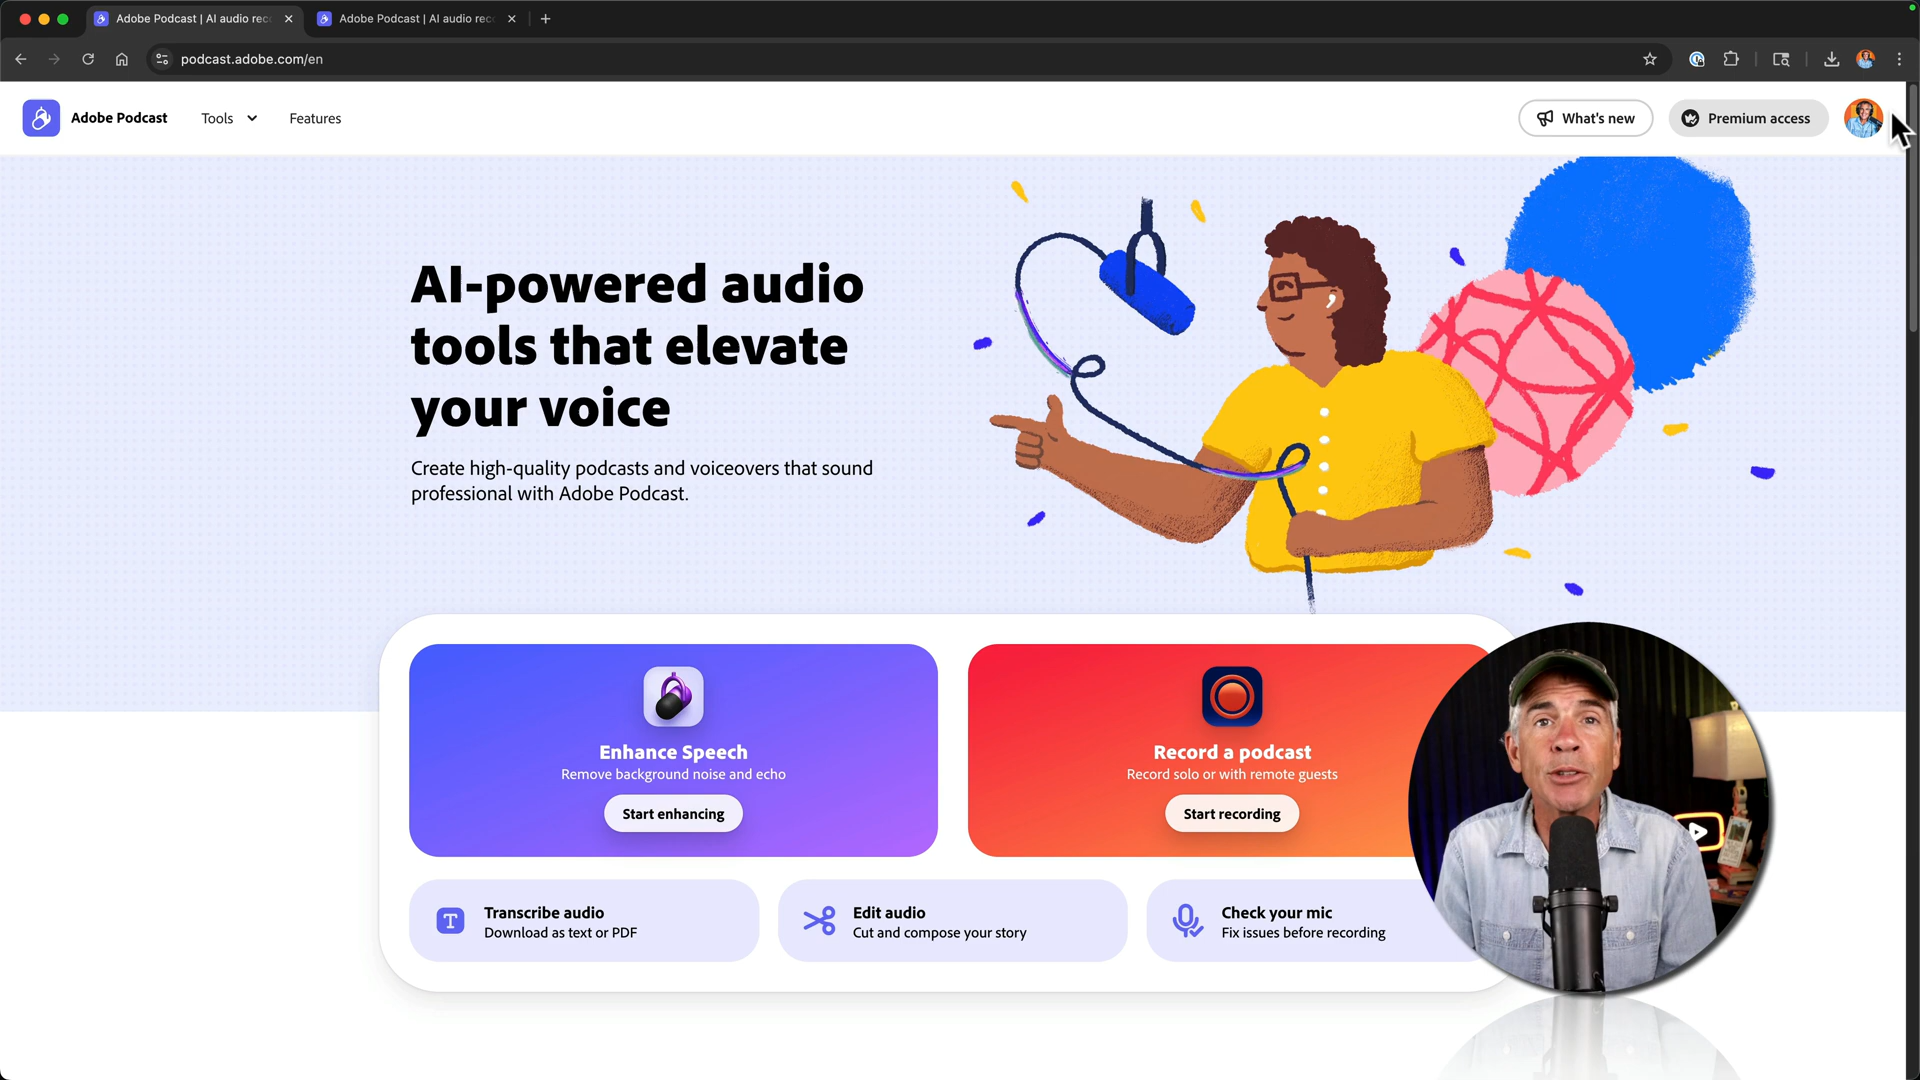 Adobe Podcast | AI audio rec
Adobe Podcast | AI audio rec
podcast.adobe.com/en
Adobe Podcast
Tools
Features
What's new
Premium access
AI-powered audio
tools that elevate
your voice
Create high-quality podcasts and voiceovers that sound
professional with Adobe Podcast.
Enhance Speech
Remove background noise and echo
Start enhancing
Record a podcast
Record solo or with remote guests
Start recording
T
Transcribe audio
Download as text or PDF
Edit audio
Cut and compose your story
Check your mic
Fix issues before recording